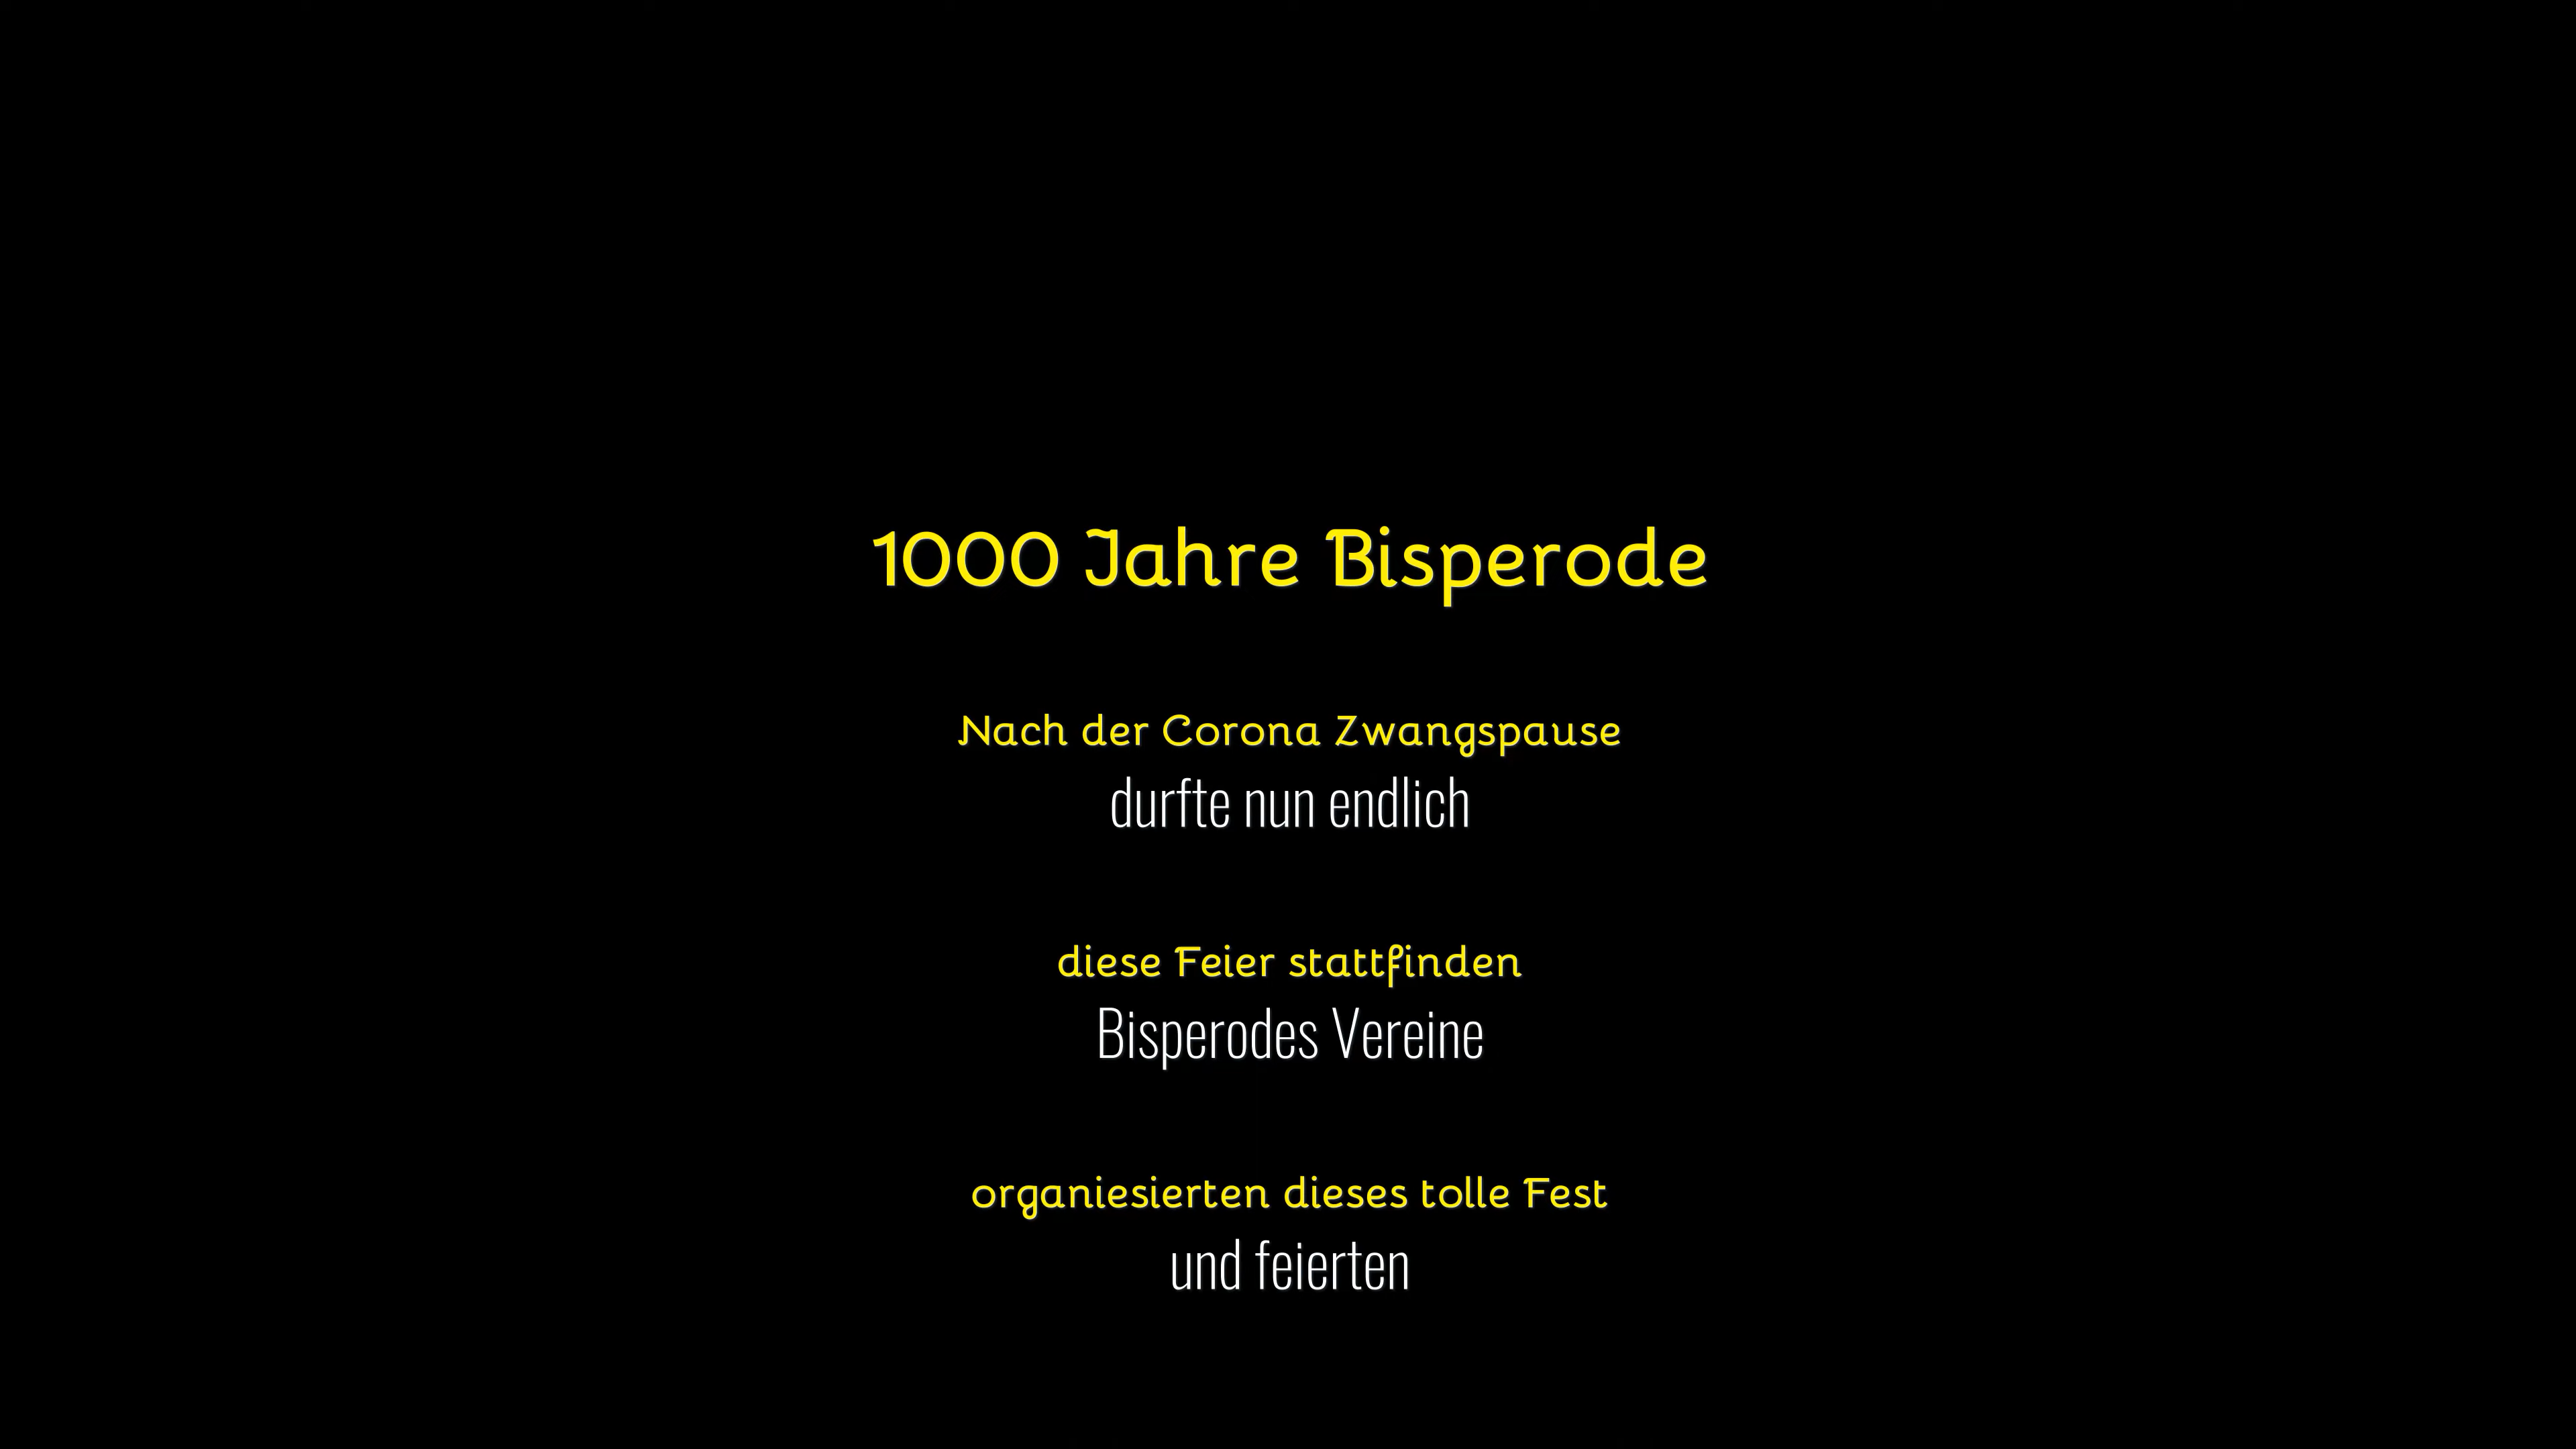 1000 Jahre Bisperode
Nach der Corona Zwangspause
durfte nun endlich
diese Feier stattfinden
Bisperodes Vereine
organiesierten dieses tolle Fest
und feierten